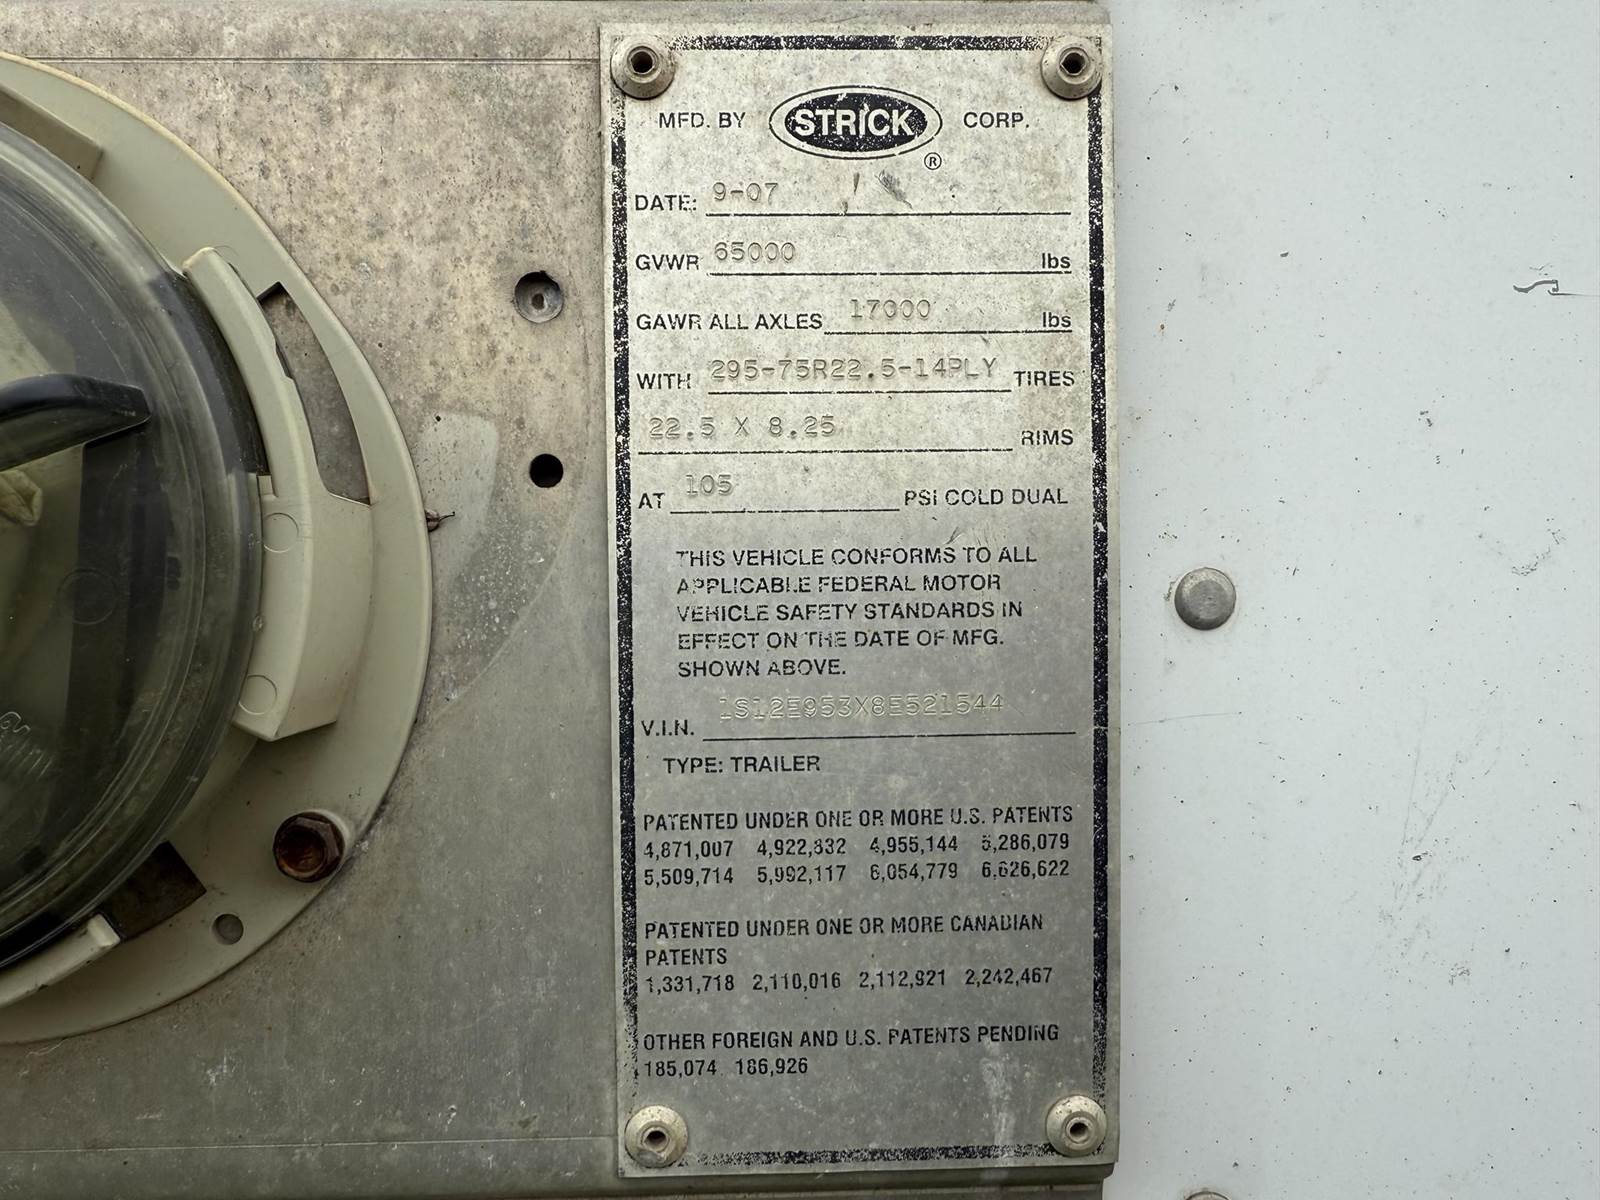 MFD. BY STRICK CORP.
®
DATE: 9-07
GVWR 65000 lbs
GAWR ALL AXLES 17000 lbs
WITH 295-75R22.5-14PLY TIRES
22.5 X 8.25 RIMS
AT 105 PSI COLD DUAL
THIS VEHICLE CONFORMS TO ALL
APPLICABLE FEDERAL MOTOR
VEHICLE SAFETY STANDARDS IN
EFFECT ON THE DATE OF MFG.
SHOWN ABOVE.
V.I.N. 1S12E953X8E521544
TYPE: TRAILER
PATENTED UNDER ONE OR MORE U.S. PATENTS
4,871,007 4,922,832 4,955,144 5,286,079
5,509,714 5,992,117 6,054,779 6,626,622
PATENTED UNDER ONE OR MORE CANADIAN
PATENTS
1,331,718 2,110,016 2,112,921 2,242,467
OTHER FOREIGN AND U.S. PATENTS PENDING
185,074 186,926